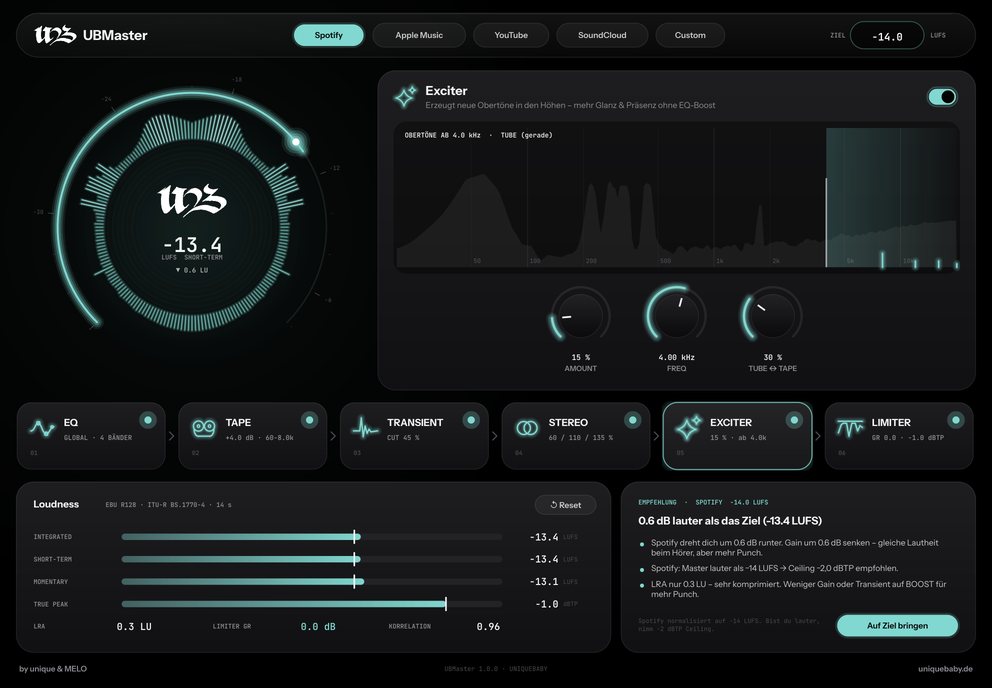 UB UBMaster
Spotify
Apple Music
YouTube
SoundCloud
Custom
ZIEL -14.0 LUFS
-18
-24
-12
-30
-6
UB
-13.4
LUFS SHORT-TERM
▼ 0.6 LU
Exciter
Erzeugt neue Obertöne in den Höhen – mehr Glanz & Präsenz ohne EQ-Boost
OBERTÖNE AB 4.0 kHz · TUBE (gerade)
50 100 200 500 1k 2k 5k 10k
15 % 4.00 kHz 30 %
AMOUNT FREQ TUBE ↔ TAPE
EQ
GLOBAL · 4 BÄNDER
01
TAPE
+4.0 dB · 60-8.0k
02
TRANSIENT
CUT 45 %
03
STEREO
60 / 110 / 135 %
04
EXCITER
15 % · ab 4.0k
05
LIMITER
GR 0.0 · -1.0 dBTP
06
Loudness EBU R128 · ITU-R BS.1770-4 · 14 s
Reset
INTEGRATED -13.4 LUFS
SHORT-TERM -13.4 LUFS
MOMENTARY -13.1 LUFS
TRUE PEAK -1.0 dBTP
LRA 0.3 LU LIMITER GR 0.0 dB KORRELATION 0.96
EMPFEHLUNG · SPOTIFY -14.0 LUFS
0.6 dB lauter als das Ziel (-13.4 LUFS)
Spotify dreht dich um 0.6 dB runter. Gain um 0.6 dB senken – gleiche Lautheit
beim Hörer, aber mehr Punch.
Spotify: Master lauter als −14 LUFS → Ceiling −2,0 dBTP empfohlen.
LRA nur 0.3 LU – sehr komprimiert. Weniger Gain oder Transient auf BOOST für
mehr Punch.
Spotify normalisiert auf -14 LUFS. Bist du lauter,
nimm -2 dBTP Ceiling.
Auf Ziel bringen
by unique & MELO
UBMaster 1.0.0 · UNIQUEBABY
uniquebaby.de